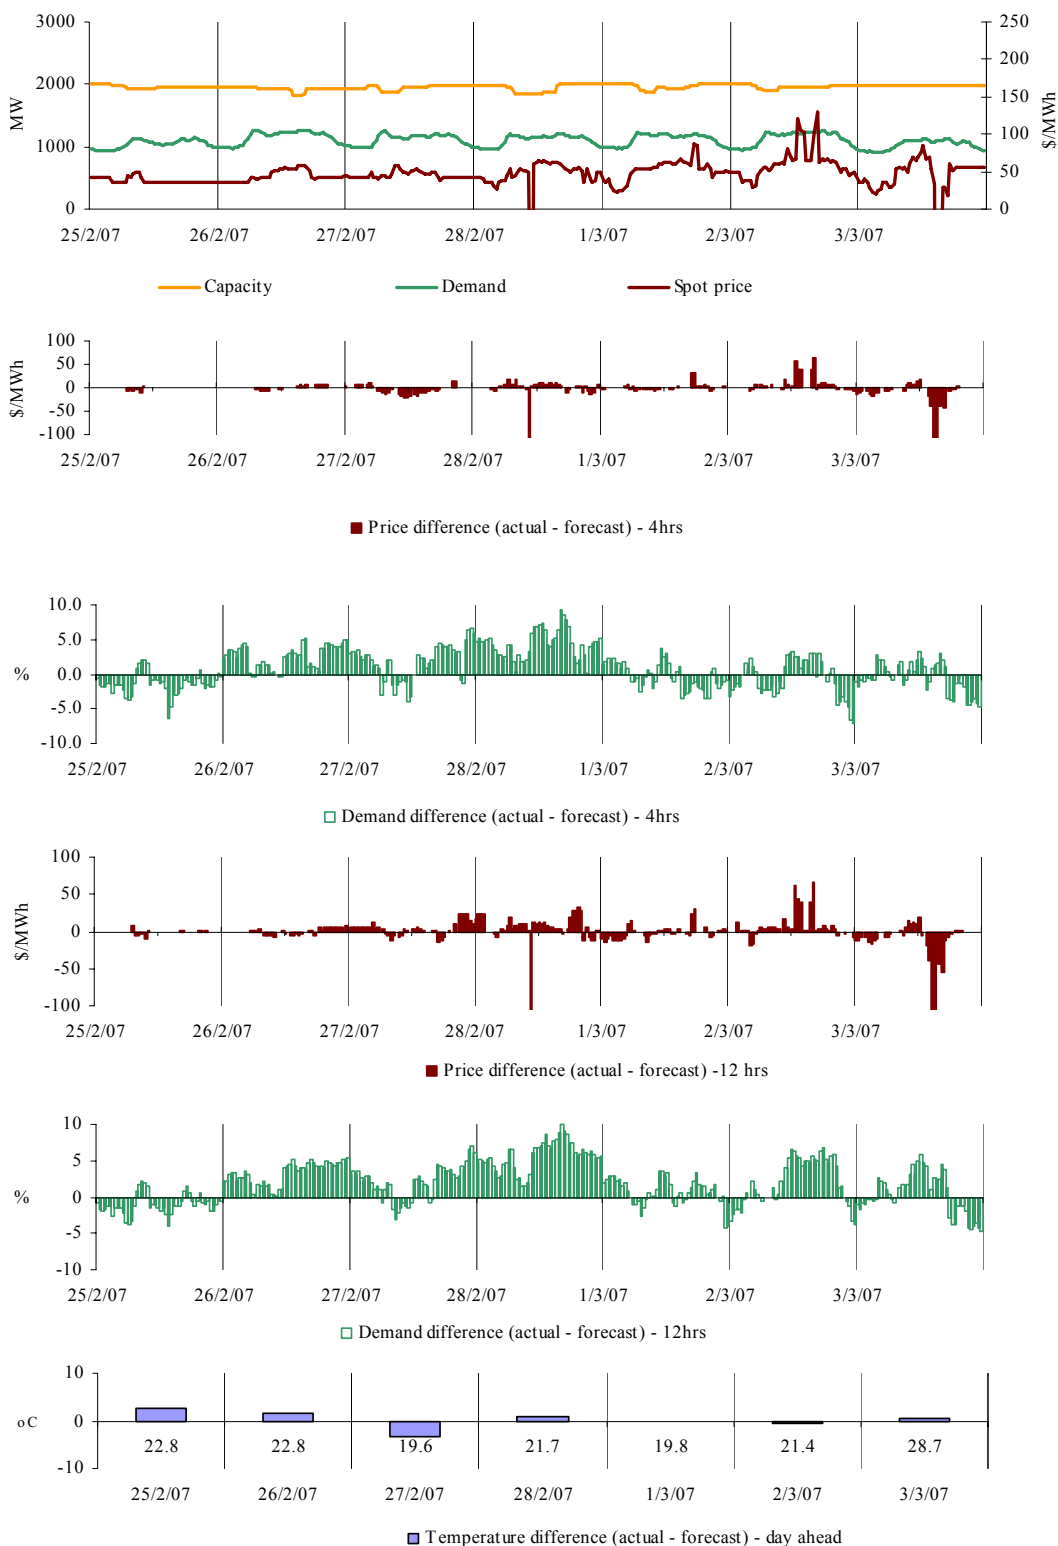 3000 250
200
2000
150
MW
$/MWh
100
1000
50
0 0
25/2/07 26/2/07 27/2/07 28/2/07 1/3/07 2/3/07 3/3/07
Capacity Demand Spot price
100
50
$/MWh
0
-50
-100
25/2/07 26/2/07 27/2/07 28/2/07 1/3/07 2/3/07 3/3/07
Price difference (actual - forecast) - 4hrs
10.0
5.0
% 0.0
-5.0
-10.0
25/2/07 26/2/07 27/2/07 28/2/07 1/3/07 2/3/07 3/3/07
Demand difference (actual - forecast) - 4hrs
100
50
$/MWh
0
-50
-100
25/2/07 26/2/07 27/2/07 28/2/07 1/3/07 2/3/07 3/3/07
Price difference (actual - forecast) -12 hrs
10
5
% 0
-5
-10
25/2/07 26/2/07 27/2/07 28/2/07 1/3/07 2/3/07 3/3/07
Demand difference (actual - forecast) - 12hrs
10
oC 0
22.8 22.8 19.6 21.7 19.8 21.4 28.7
-10
25/2/07 26/2/07 27/2/07 28/2/07 1/3/07 2/3/07 3/3/07
Temperature difference (actual - forecast) - day ahead